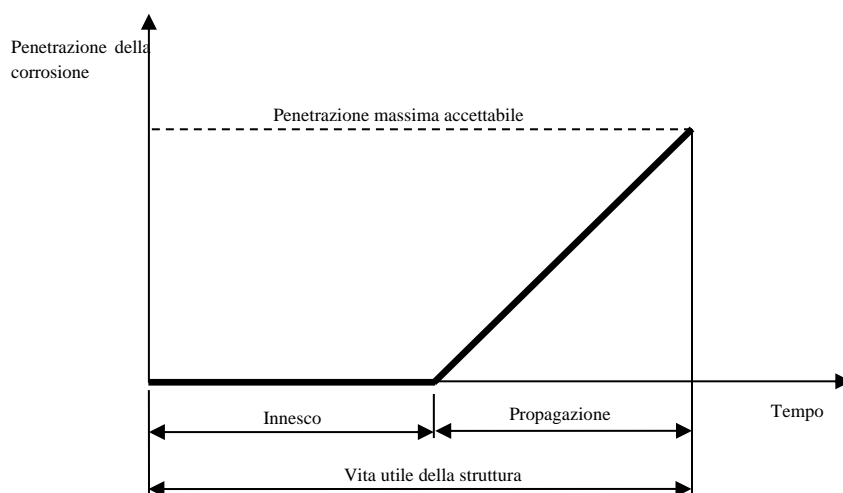 Penetrazione della
corrosione
Penetrazione massima accettabile
Innesco
Propagazione
Tempo
Vita utile della struttura